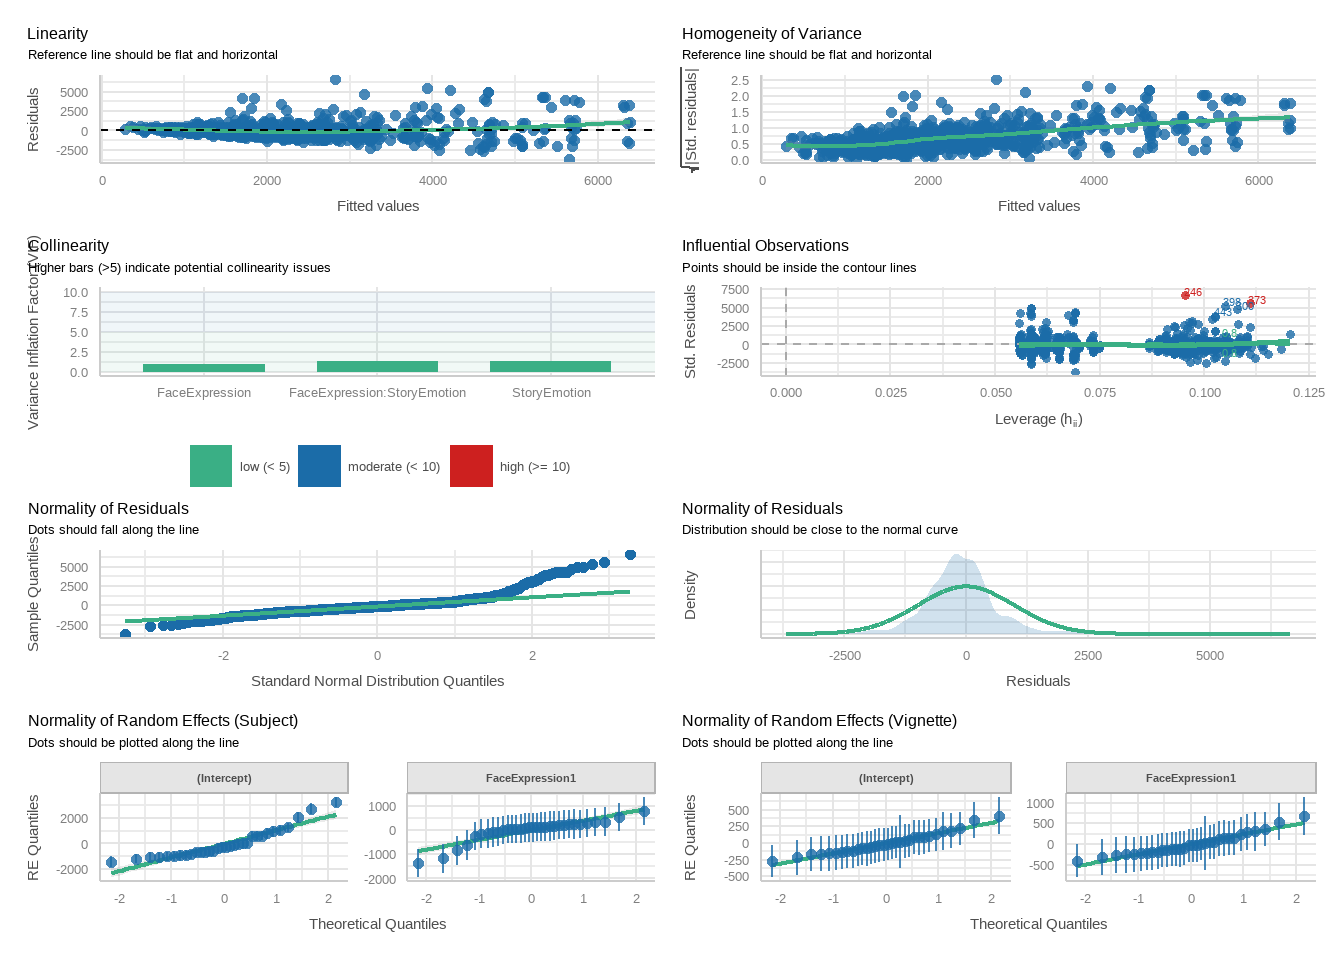 Linearity
Reference line should be flat and horizontal
Residuals
5000
2500
0
-2500
0
2000
4000
6000
Fitted values
Homogeneity of Variance
Reference line should be flat and horizontal
√|Std. residuals|
2.5
2.0
1.5
1.0
0.5
0.0
0
2000
4000
6000
Fitted values
Collinearity
Higher bars (>5) indicate potential collinearity issues
Variance Inflation Factor (VIF)
10.0
7.5
5.0
2.5
0.0
FaceExpression
FaceExpression:StoryEmotion
StoryEmotion
low (< 5)
moderate (< 10)
high (>= 10)
Influential Observations
Points should be inside the contour lines
Std. Residuals
7500
5000
2500
0
-2500
246
373
398
443
0.8
0.000
0.025
0.050
0.075
0.100
0.125
Leverage (hii)
Normality of Residuals
Dots should fall along the line
Sample Quantiles
5000
2500
0
-2500
-2
0
2
Standard Normal Distribution Quantiles
Normality of Residuals
Distribution should be close to the normal curve
Density
-2500
0
2500
5000
Residuals
Normality of Random Effects (Subject)
Dots should be plotted along the line
(Intercept)
FaceExpression1
RE Quantiles
2000
0
-2000
1000
0
-1000
-2000
-2
-1
0
1
2
-2
-1
0
1
2
Theoretical Quantiles
Normality of Random Effects (Vignette)
Dots should be plotted along the line
(Intercept)
FaceExpression1
RE Quantiles
500
250
0
-250
-500
1000
500
0
-500
-2
-1
0
1
2
-2
-1
0
1
2
Theoretical Quantiles